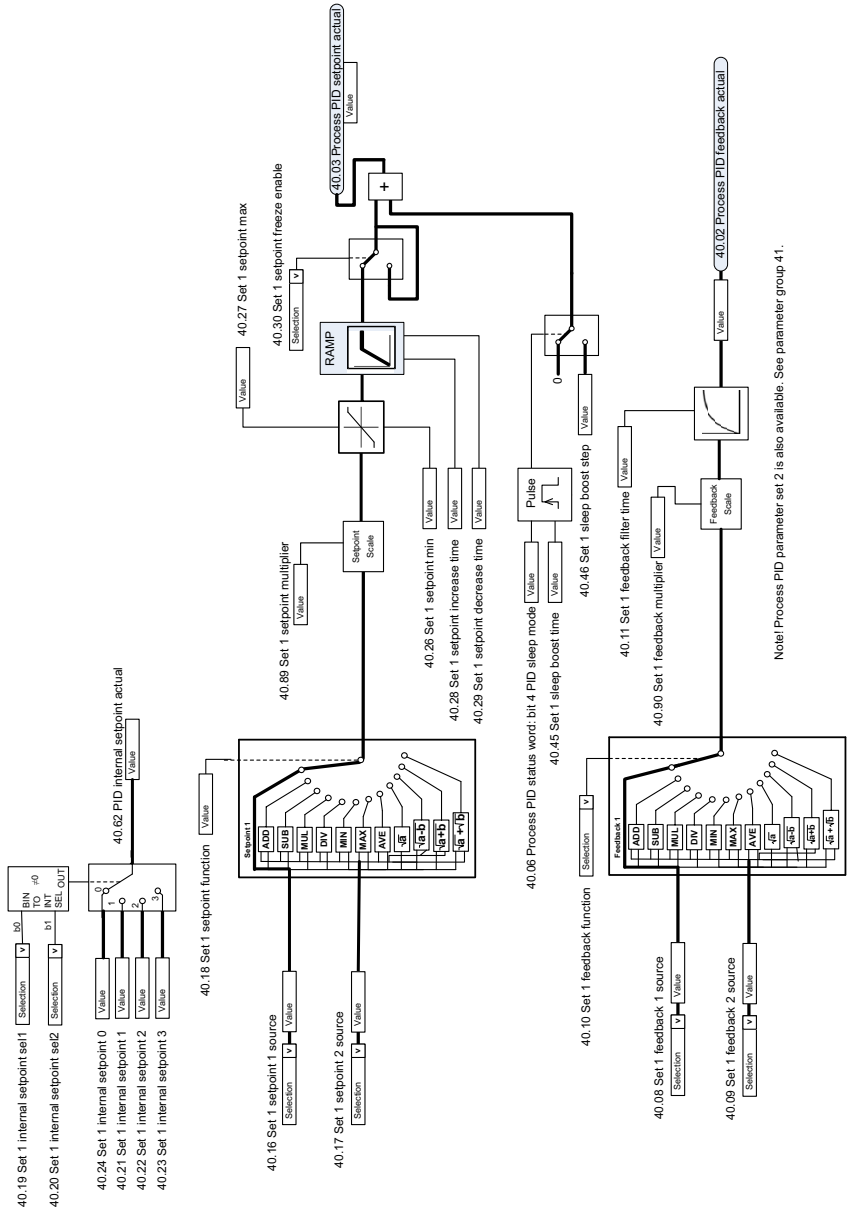 40.19 Set 1 internal setpoint sel1
Selection
v
b0
40.20 Set 1 internal setpoint sel2
Selection
v
b1
BIN
TO
INT
SEL
≠0
OUT
40.24 Set 1 internal setpoint 0
Value
0
40.21 Set 1 internal setpoint 1
Value
1
40.22 Set 1 internal setpoint 2
Value
2
40.23 Set 1 internal setpoint 3
Value
3
40.62 PID internal setpoint actual
Value
40.18 Set 1 setpoint function
Value
40.16 Set 1 setpoint 1 source
Selection
v
Value
40.17 Set 1 setpoint 2 source
Selection
v
Value
Setpoint 1
ADD
SUB
MUL
DIV
MIN
MAX
AVE
√a
√a-b
√a+b
√a+√b
40.89 Set 1 setpoint multiplier
Value
Setpoint
Scale
40.27 Set 1 setpoint max
Value
40.26 Set 1 setpoint min
Value
40.28 Set 1 setpoint increase time
Value
40.29 Set 1 setpoint decrease time
Value
RAMP
40.30 Set 1 setpoint freeze enable
Selection
v
+
40.03 Process PID setpoint actual
Value
40.06 Process PID status word: bit 4 PID sleep mode
Value
40.45 Set 1 sleep boost time
Value
Pulse
0
40.46 Set 1 sleep boost step
Value
40.10 Set 1 feedback function
Selection
v
40.08 Set 1 feedback 1 source
Selection
v
Value
40.09 Set 1 feedback 2 source
Selection
v
Value
Feedback 1
ADD
SUB
MUL
DIV
MIN
MAX
AVE
√a
√a-b
√a+b
√a+√b
40.90 Set 1 feedback multiplier
Value
Feedback
Scale
40.11 Set 1 feedback filter time
Value
Value
40.02 Process PID feedback actual
Note! Process PID parameter set 2 is also available. See parameter group 41.